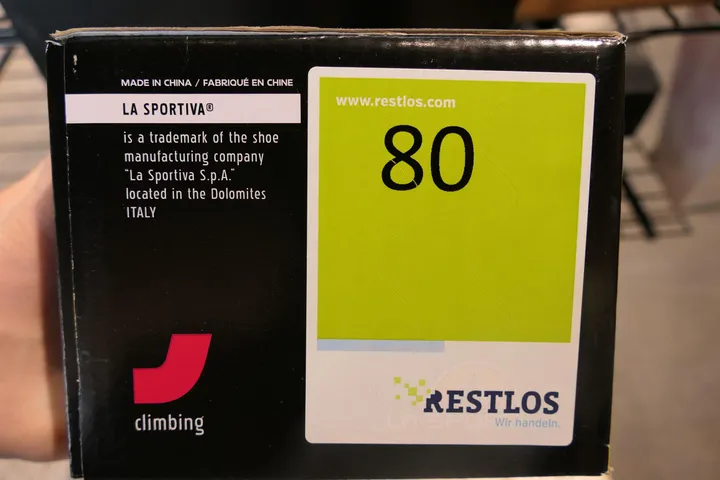 MADE IN CHINA / FABRIQUÉ EN CHINE
LA SPORTIVA®
is a trademark of the shoe
manufacturing company
"La Sportiva S.p.A."
located in the Dolomites
ITALY
climbing
www.restlos.com
80
RESTLOS
Wir handeln.